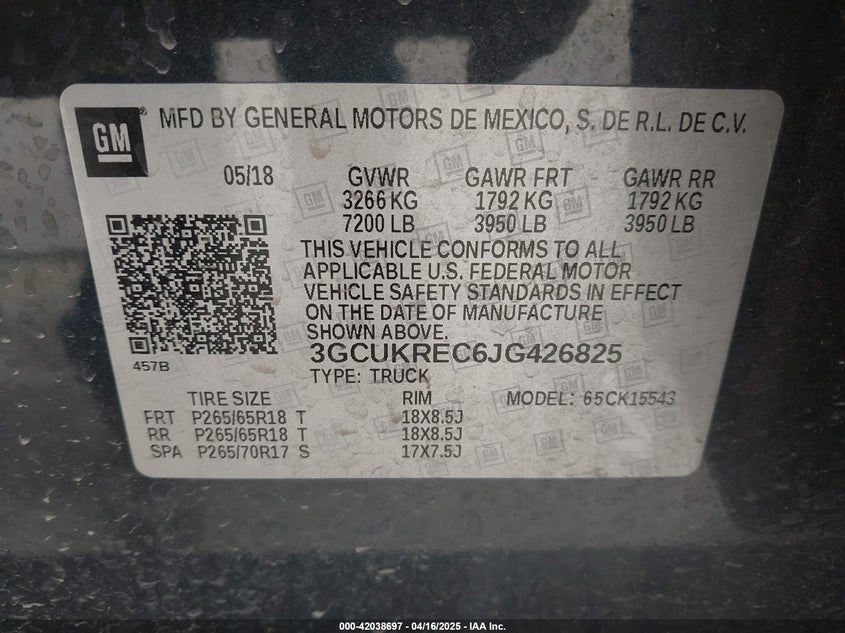 GM ® MFD BY GENERAL MOTORS DE MEXICO, S. DE R.L. DE C.V.
05/18 GVWR GAWR FRT GAWR RR
3266 KG 1792 KG 1792 KG
7200 LB 3950 LB 3950 LB
THIS VEHICLE CONFORMS TO ALL
APPLICABLE U.S. FEDERAL MOTOR
VEHICLE SAFETY STANDARDS IN EFFECT
ON THE DATE OF MANUFACTURE
SHOWN ABOVE.
3GCUKREC6JG426825
457B
TYPE: TRUCK
TIRE SIZE RIM MODEL: 65CK15543
FRT P265/65R18 T 18X8.5J
RR P265/65R18 T 18X8.5J
SPA P265/70R17 S 17X7.5J
000-42038697 - 04/16/2025 - IAA Inc.